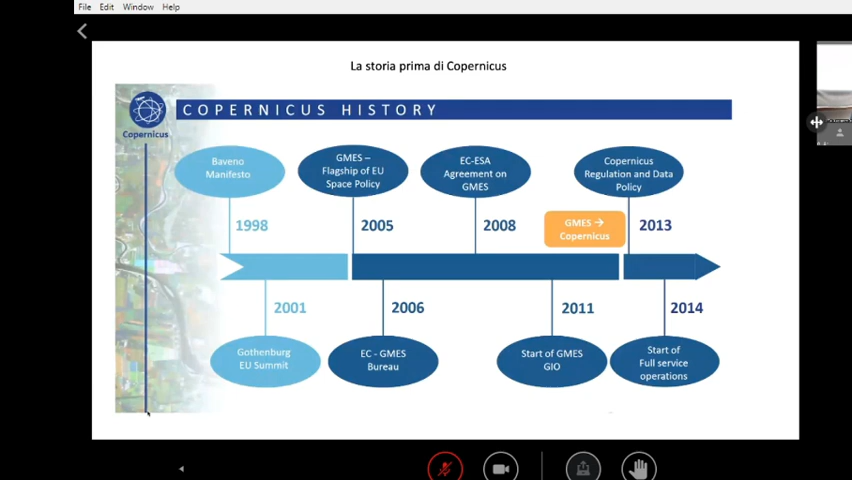 File Edit Window Help
La storia prima di Copernicus
COPERNICUS HISTORY
Copernicus
Baveno
Manifesto
GMES –
Flagship of EU
Space Policy
EC-ESA
Agreement on
GMES
Copernicus
Regulation and Data
Policy
1998
2005
2008
GMES →
Copernicus
2013
2001
2006
2011
2014
Gothenburg
EU Summit
EC - GMES
Bureau
Start of GMES
GIO
Start of
Full service
operations